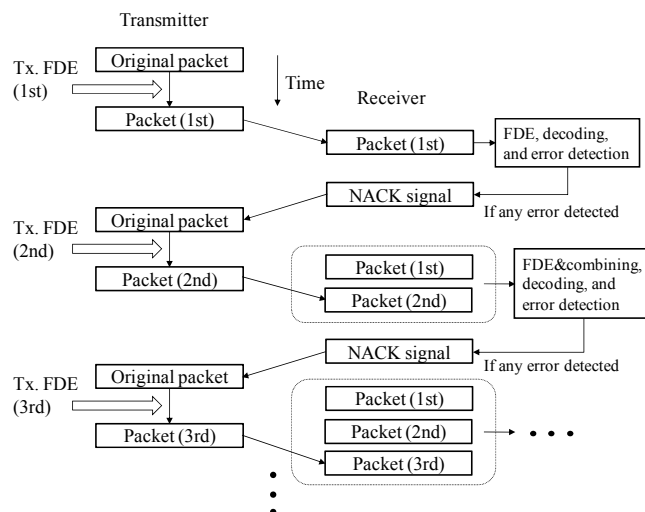 Transmitter
Original packet
Tx. FDE
(1st)
Time
Packet (1st)
Receiver
Packet (1st)
FDE, decoding,
and error detection
NACK signal
If any error detected
Original packet
Tx. FDE
(2nd)
Packet (2nd)
Packet (1st)
Packet (2nd)
FDE&combining,
decoding, and
error detection
NACK signal
If any error detected
Original packet
Tx. FDE
(3rd)
Packet (3rd)
Packet (1st)
Packet (2nd)
Packet (3rd)